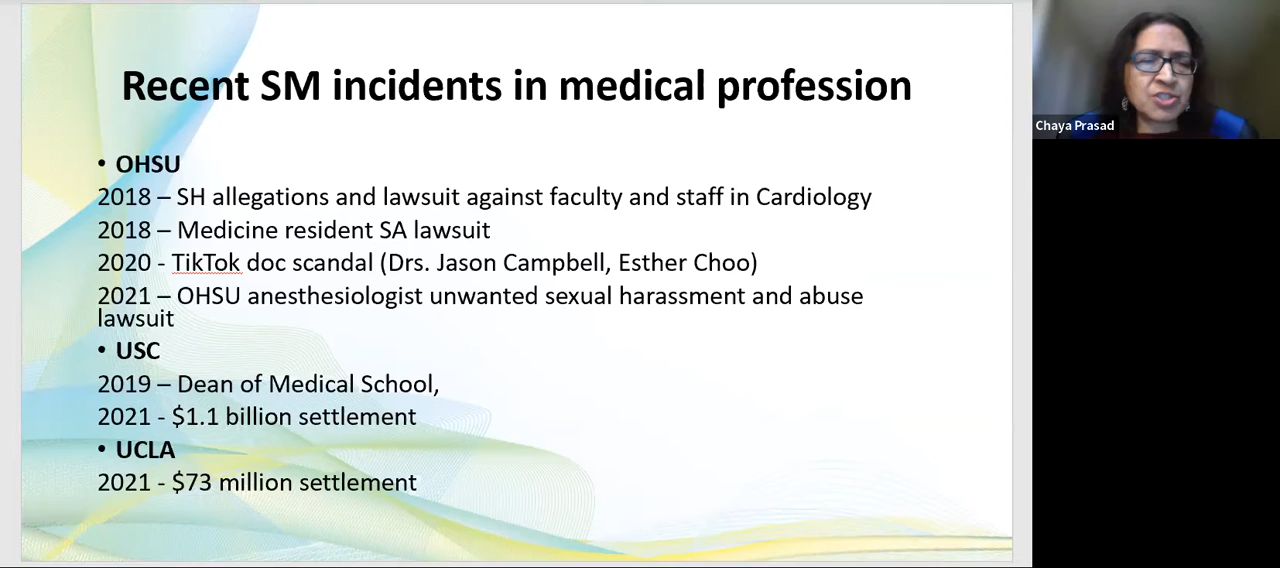 Recent SM incidents in medical profession
• OHSU
2018 – SH allegations and lawsuit against faculty and staff in Cardiology
2018 – Medicine resident SA lawsuit
2020 - TikTok doc scandal (Drs. Jason Campbell, Esther Choo)
2021 – OHSU anesthesiologist unwanted sexual harassment and abuse
lawsuit
• USC
2019 – Dean of Medical School,
2021 - $1.1 billion settlement
• UCLA
2021 - $73 million settlement
Chaya Prasad